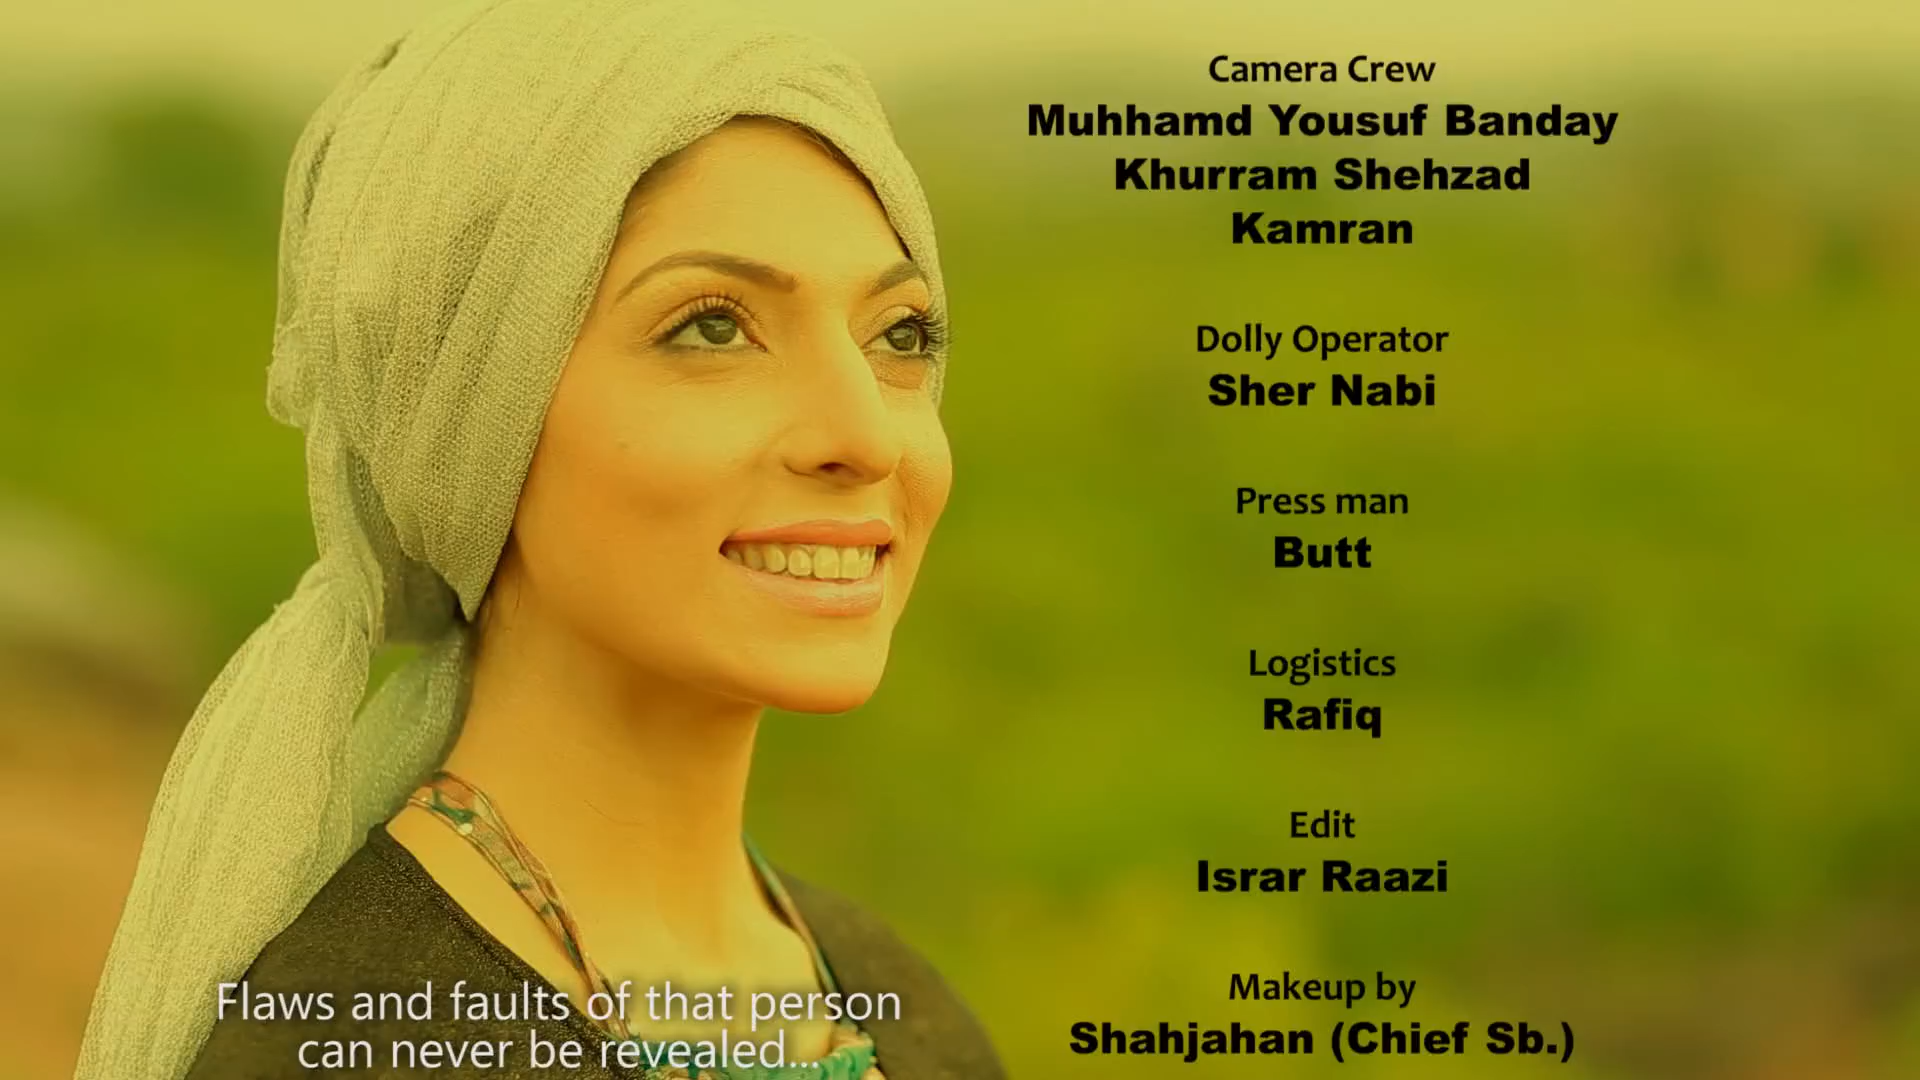 Camera Crew
Muhhamd Yousuf Banday
Khurram Shehzad
Kamran
Dolly Operator
Sher Nabi
Press man
Butt
Logistics
Rafiq
Edit
Israr Raazi
Makeup by
Shahjahan (Chief Sb.)
Flaws and faults of that person
can never be revealed...